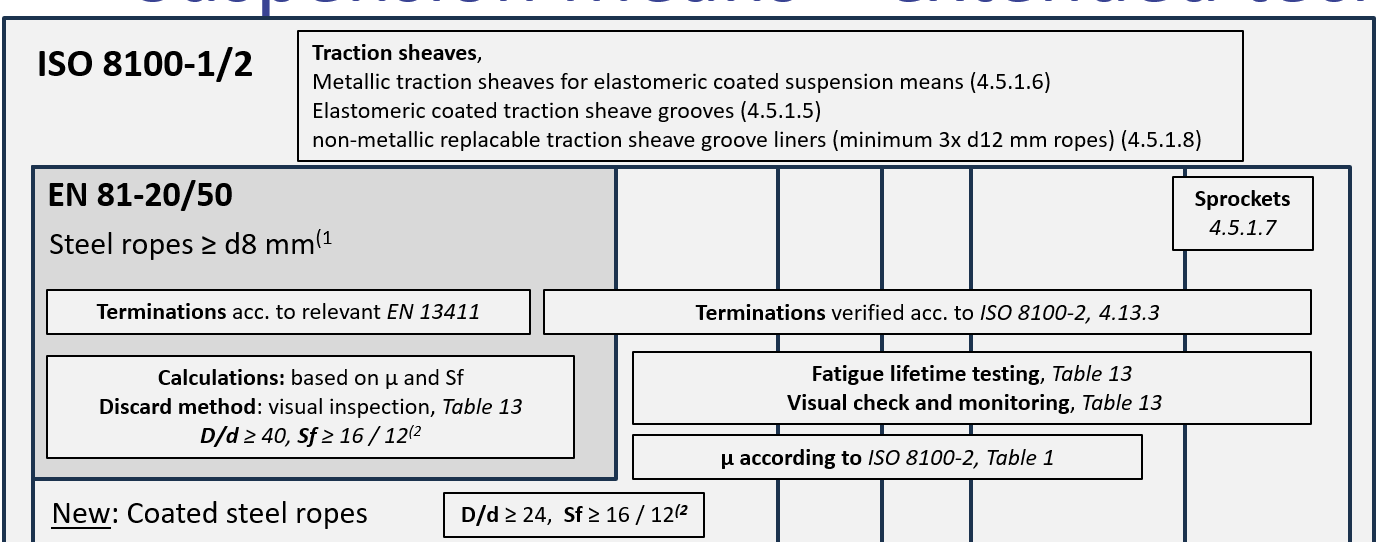 Suspension means - extended
ISO 8100-1/2
Traction sheaves,
Metallic traction sheaves for elastomeric coated suspension means (4.5.1.6)
Elastomeric coated traction sheave grooves (4.5.1.5)
non-metallic replacable traction sheave groove liners (minimum 3x d12 mm ropes) (4.5.1.8)
EN 81-20/50
Steel ropes ≥ d8 mm(1
Sprockets
4.5.1.7
Terminations acc. to relevant EN 13411
Terminations verified acc. to ISO 8100-2, 4.13.3
Calculations: based on μ and Sf
Discard method: visual inspection, Table 13
D/d ≥ 40, Sf ≥ 16 / 12(2
Fatigue lifetime testing, Table 13
Visual check and monitoring, Table 13
μ according to ISO 8100-2, Table 1
New: Coated steel ropes
D/d ≥ 24, Sf ≥ 16 / 12(2